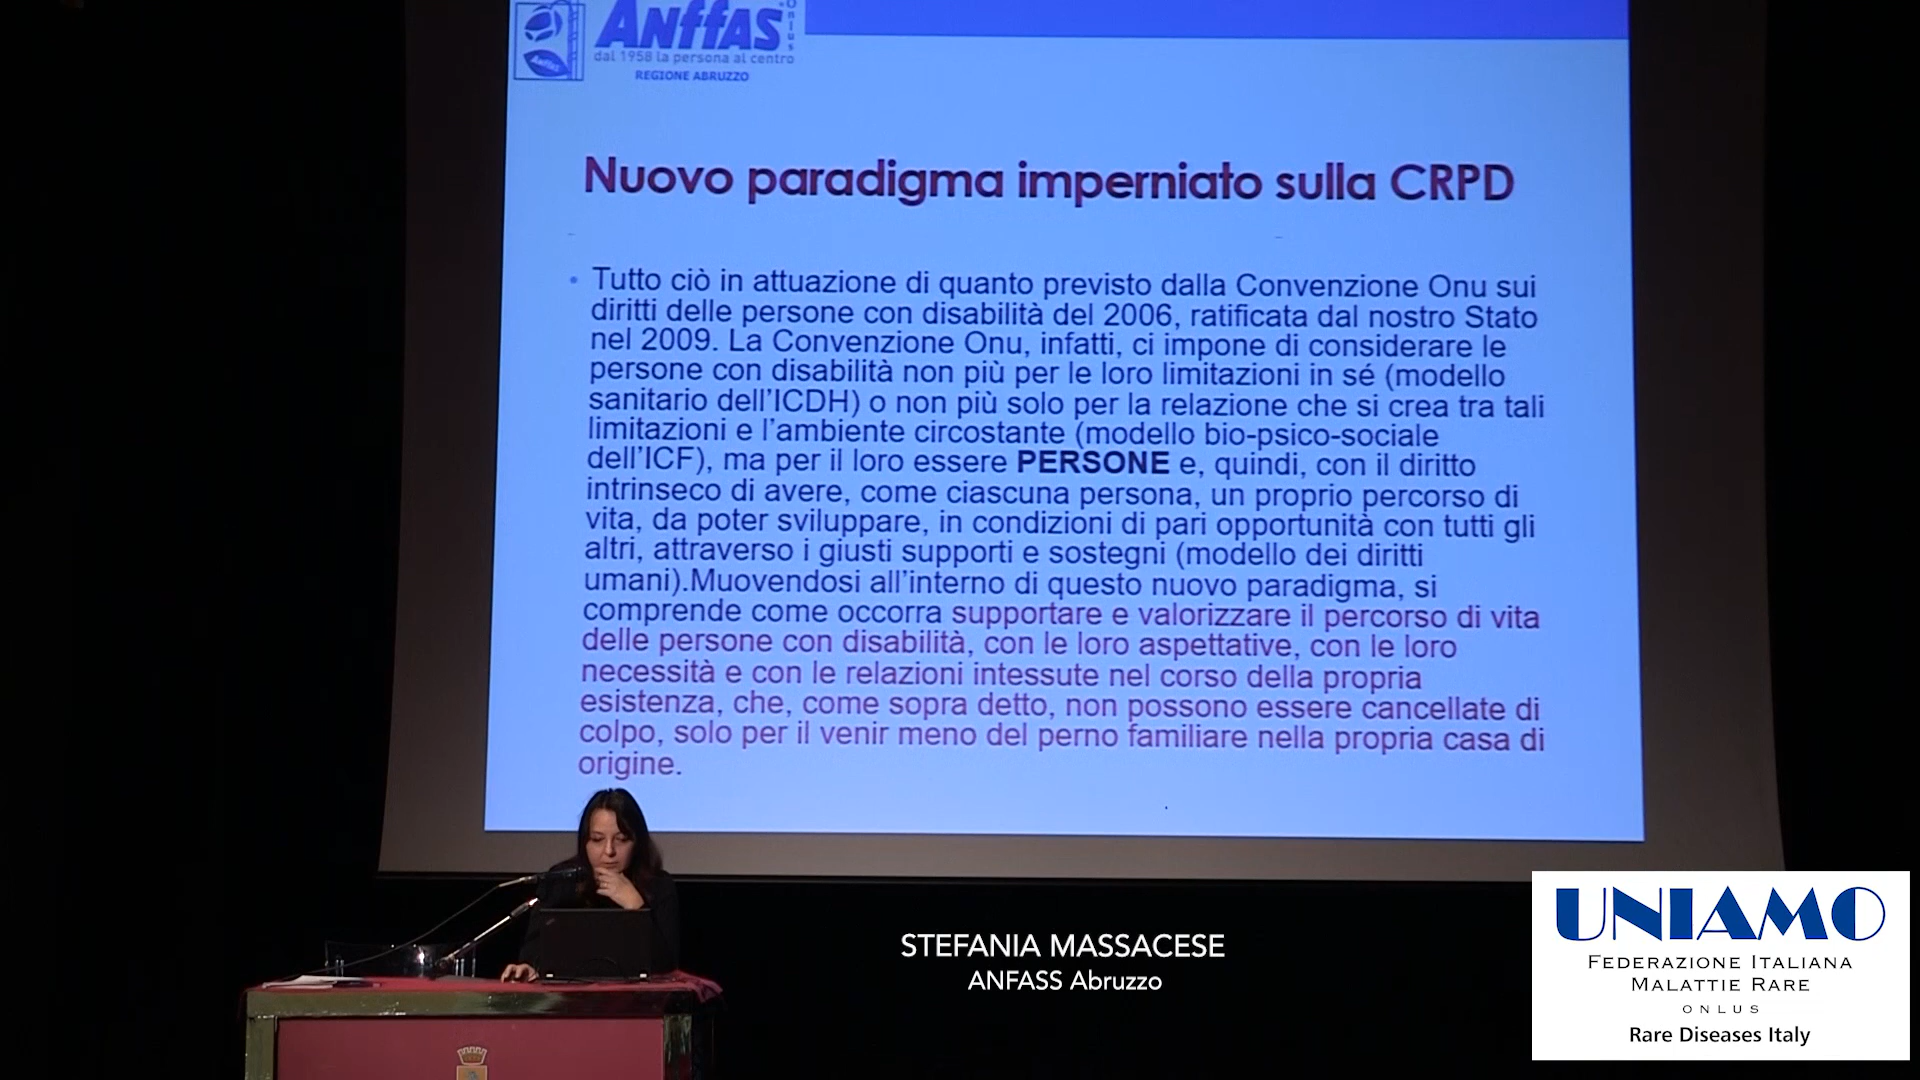 ANffAS Onlus
dal 1958 la persona al centro
REGIONE ABRUZZO
Anffas
Nuovo paradigma imperniato sulla CRPD
• Tutto ciò in attuazione di quanto previsto dalla Convenzione Onu sui
diritti delle persone con disabilità del 2006, ratificata dal nostro Stato
nel 2009. La Convenzione Onu, infatti, ci impone di considerare le
persone con disabilità non più per le loro limitazioni in sé (modello
sanitario dell'ICDH) o non più solo per la relazione che si crea tra tali
limitazioni e l'ambiente circostante (modello bio-psico-sociale
dell'ICF), ma per il loro essere PERSONE e, quindi, con il diritto
intrinseco di avere, come ciascuna persona, un proprio percorso di
vita, da poter sviluppare, in condizioni di pari opportunità con tutti gli
altri, attraverso i giusti supporti e sostegni (modello dei diritti
umani).Muovendosi all'interno di questo nuovo paradigma, si
comprende come occorra supportare e valorizzare il percorso di vita
delle persone con disabilità, con le loro aspettative, con le loro
necessità e con le relazioni intessute nel corso della propria
esistenza, che, come sopra detto, non possono essere cancellate di
colpo, solo per il venir meno del perno familiare nella propria casa di
origine.
STEFANIA MASSACESE
ANFASS Abruzzo
UNIAMO
FEDERAZIONE ITALIANA
MALATTIE RARE
ONLUS
Rare Diseases Italy